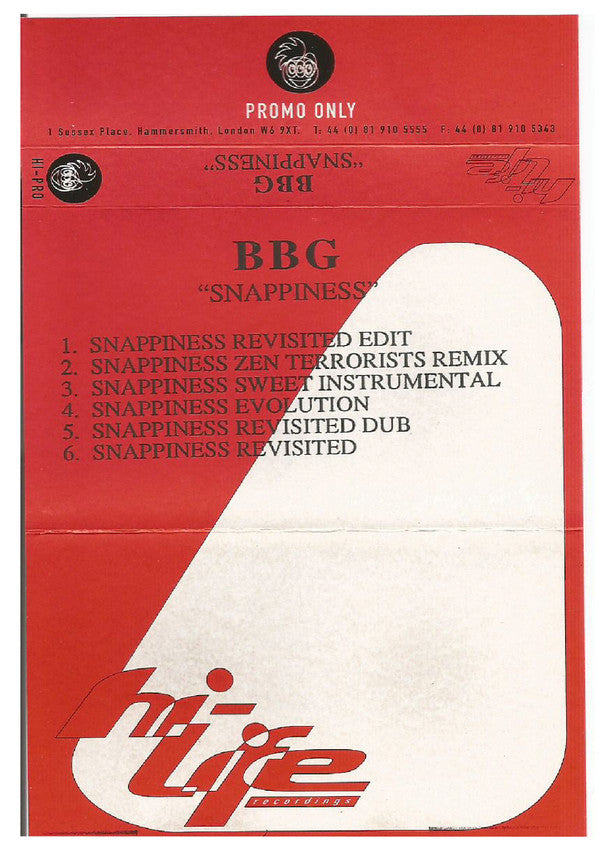 PROMO ONLY
1 Sussex Place, Hammersmith, London W6 9XT. T: 44 (0) 81 910 5555 F: 44 (0) 81 910 5343
HI-PRO
BBG
“SNAPPINESS”
hi-Life
BBG
“SNAPPINESS”
1. SNAPPINESS REVISITED EDIT
2. SNAPPINESS ZEN TERRORISTS REMIX
3. SNAPPINESS SWEET INSTRUMENTAL
4. SNAPPINESS EVOLUTION
5. SNAPPINESS REVISITED DUB
6. SNAPPINESS REVISITED
hi-Life
recordings